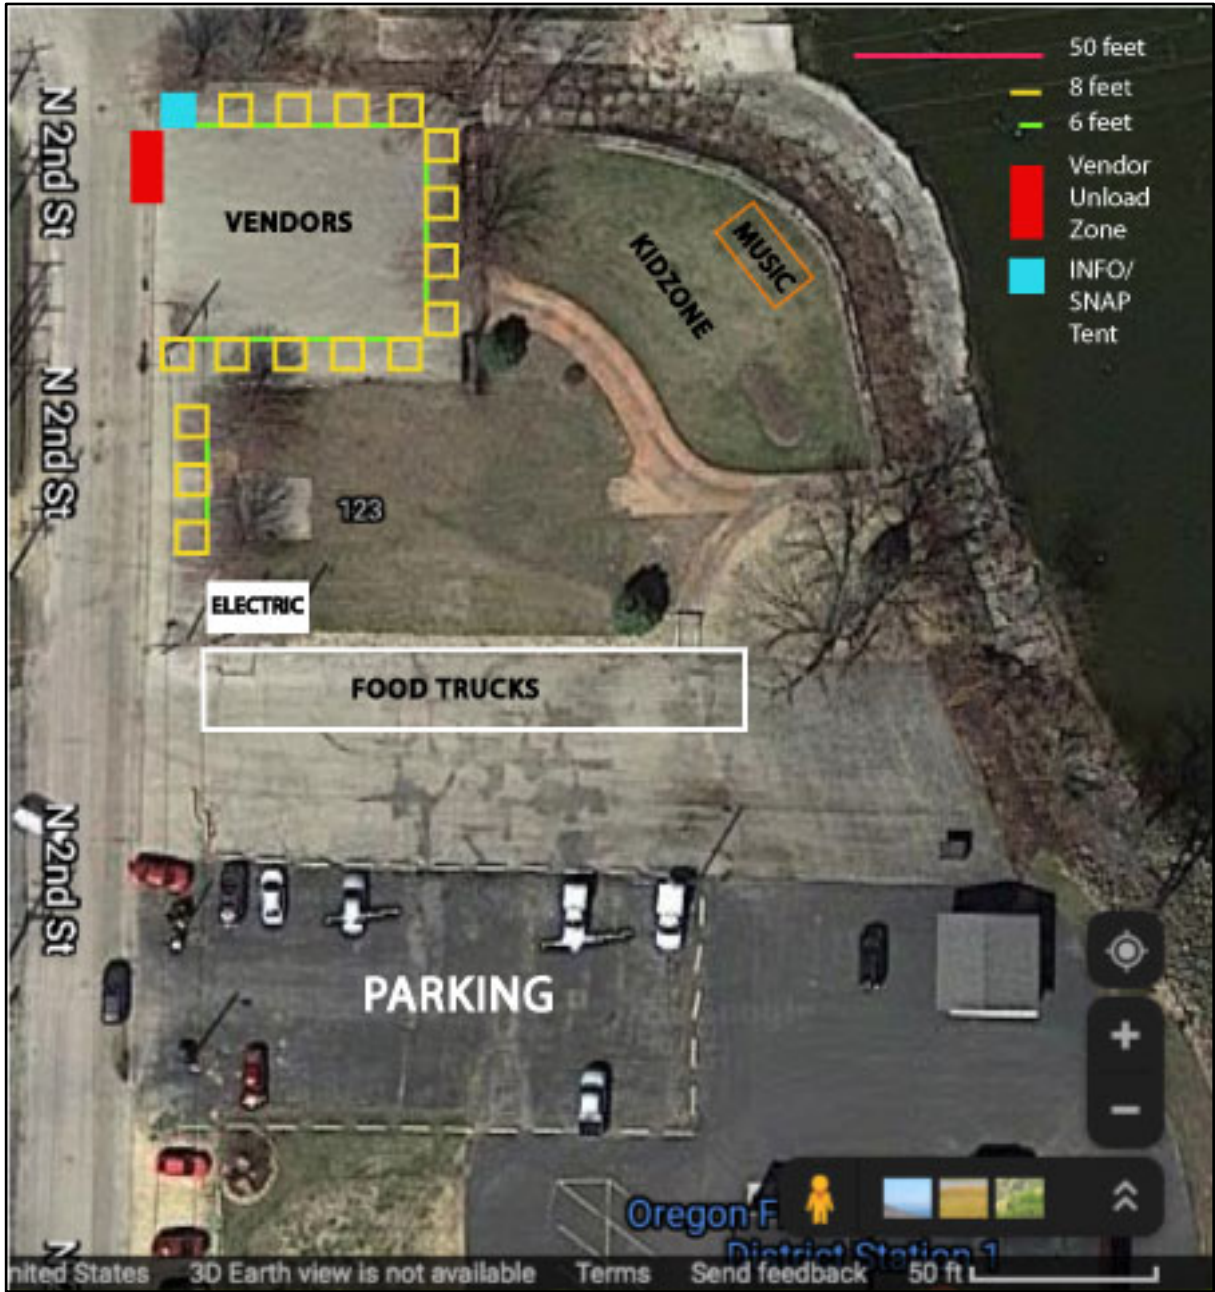 50 feet
8 feet
6 feet
Vendor
Unload
Zone
INFO/
SNAP
Tent
N 2nd St
VENDORS
MUSIC
KIDZONE
N 2nd St
123
ELECTRIC
FOOD TRUCKS
N 2nd St
PARKING
Oregon F
District Station 1
N
nited States 3D Earth view is not available Terms Send feedback 50 ft